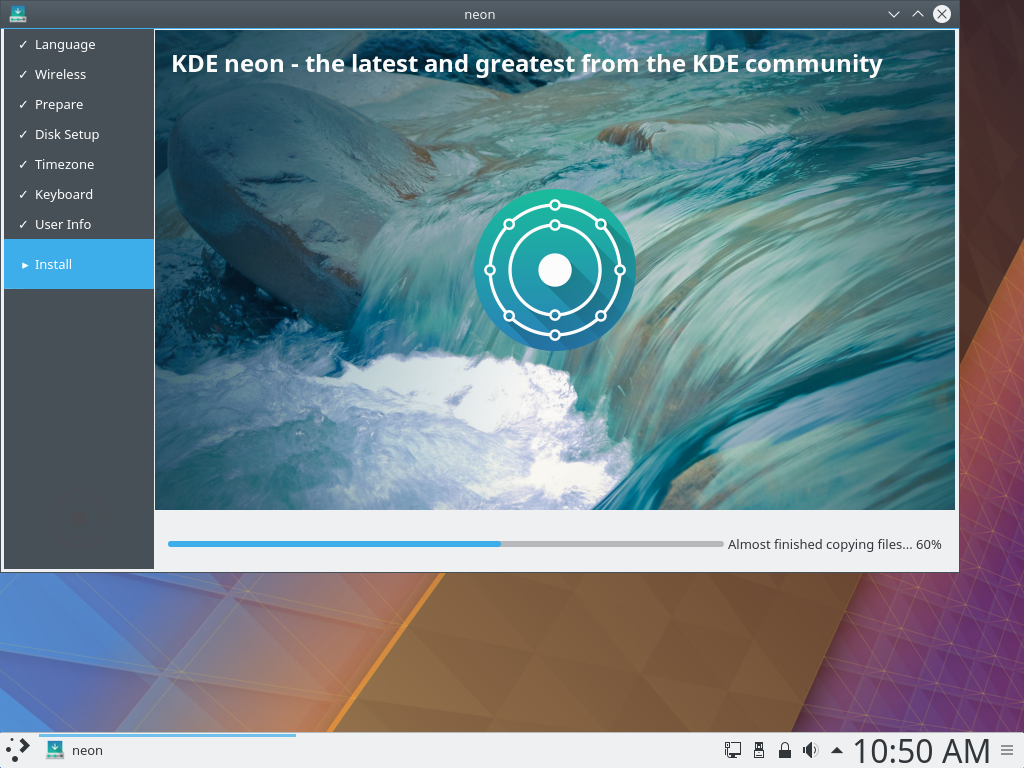 neon
✓ Language
✓ Wireless
✓ Prepare
✓ Disk Setup
✓ Timezone
✓ Keyboard
✓ User Info
▸ Install
KDE neon - the latest and greatest from the KDE community
Almost finished copying files... 60%
neon
10:50 AM